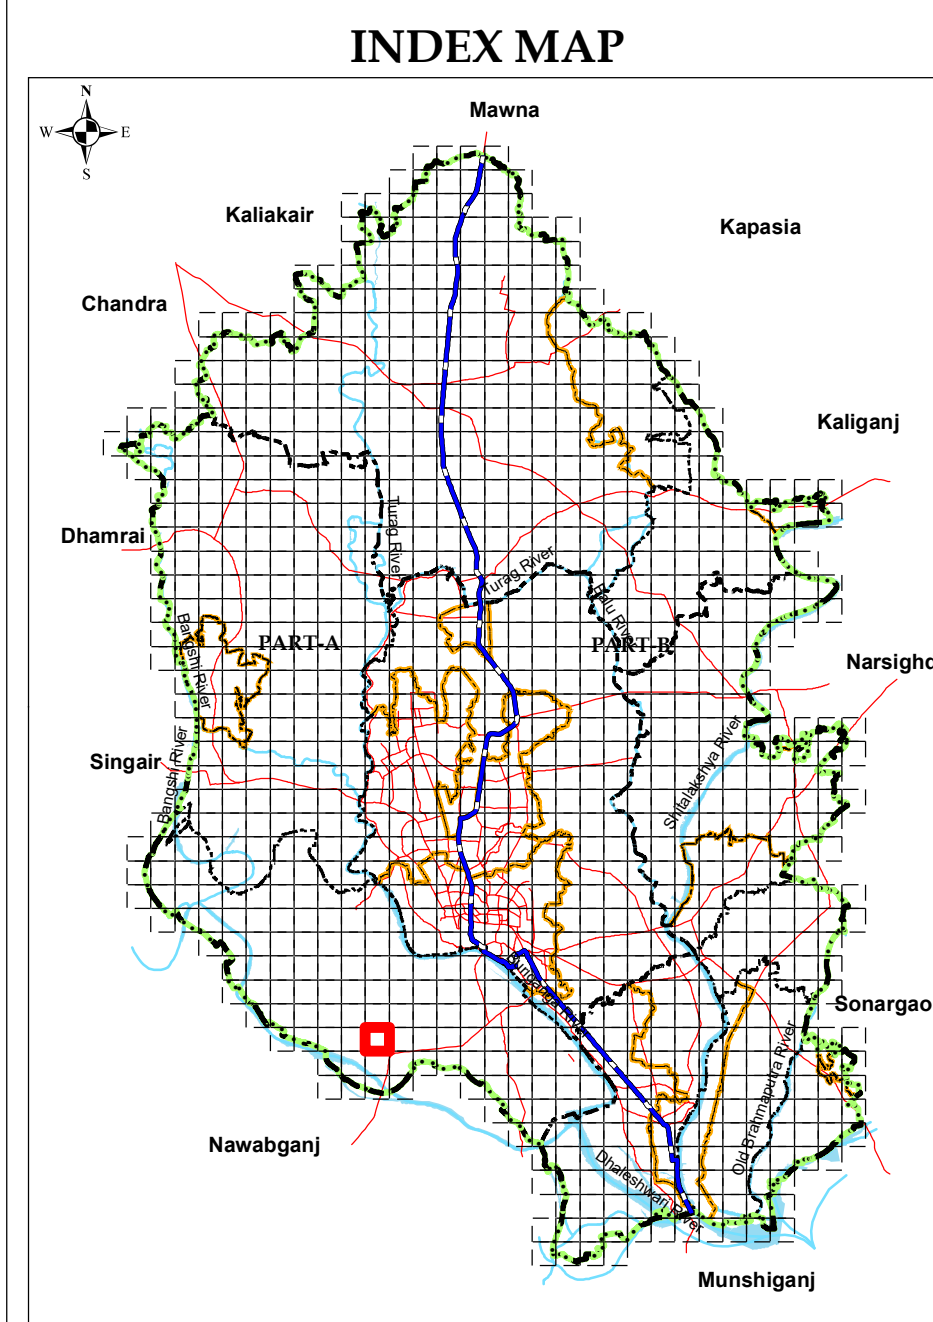 INDEX MAP
N
W E
S
Mawna
Kaliakair
Kapasia
Chandra
Kaliganj
Dhamrai
Turag River
Turag River
Balu River
Bangshi River
PART-A
PART-B
Narsighd
Singair
Bangshi River
Shitalakshya River
Buriganga River
Sonargao
Old Brahmaputra River
Nawabganj
Dhaleshwari River
Munshiganj